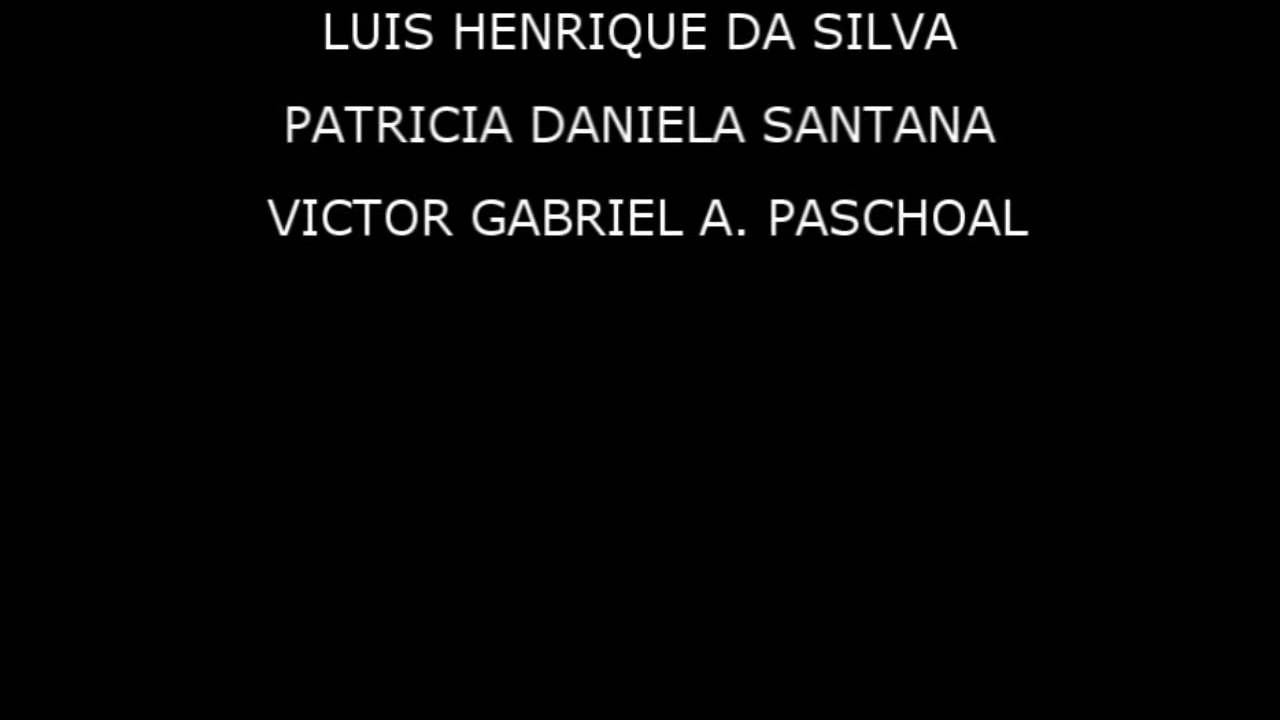 LUIS HENRIQUE DA SILVA
PATRICIA DANIELA SANTANA
VICTOR GABRIEL A. PASCHOAL